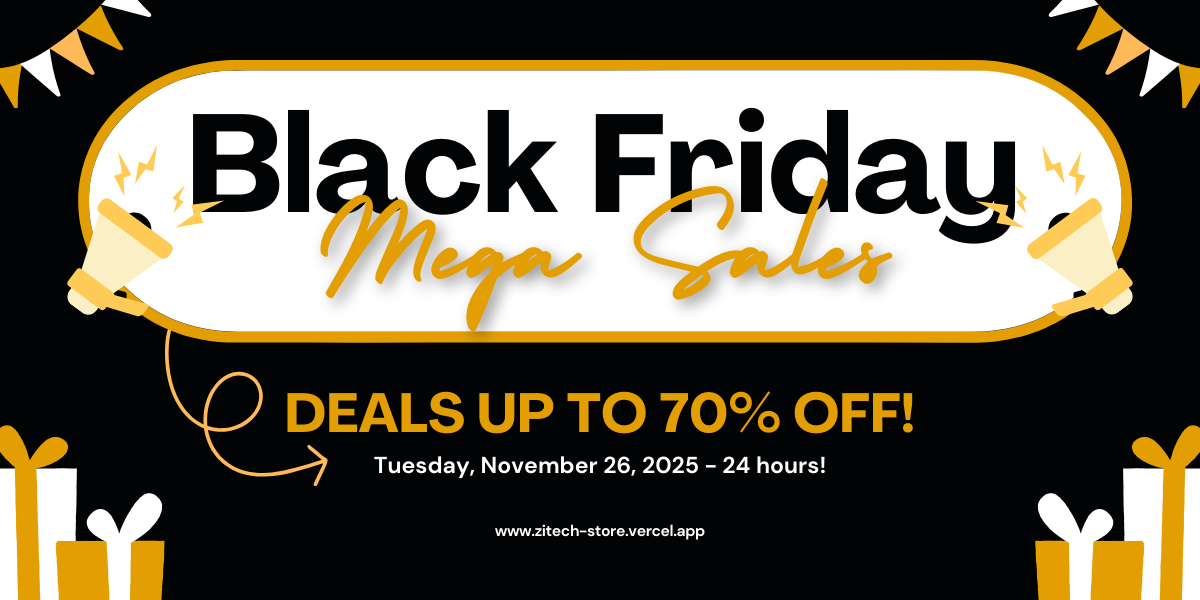 Black Friday
Mega Sales
DEALS UP TO 70% OFF!
Tuesday, November 26, 2025 - 24 hours!
www.zitech-store.vercel.app